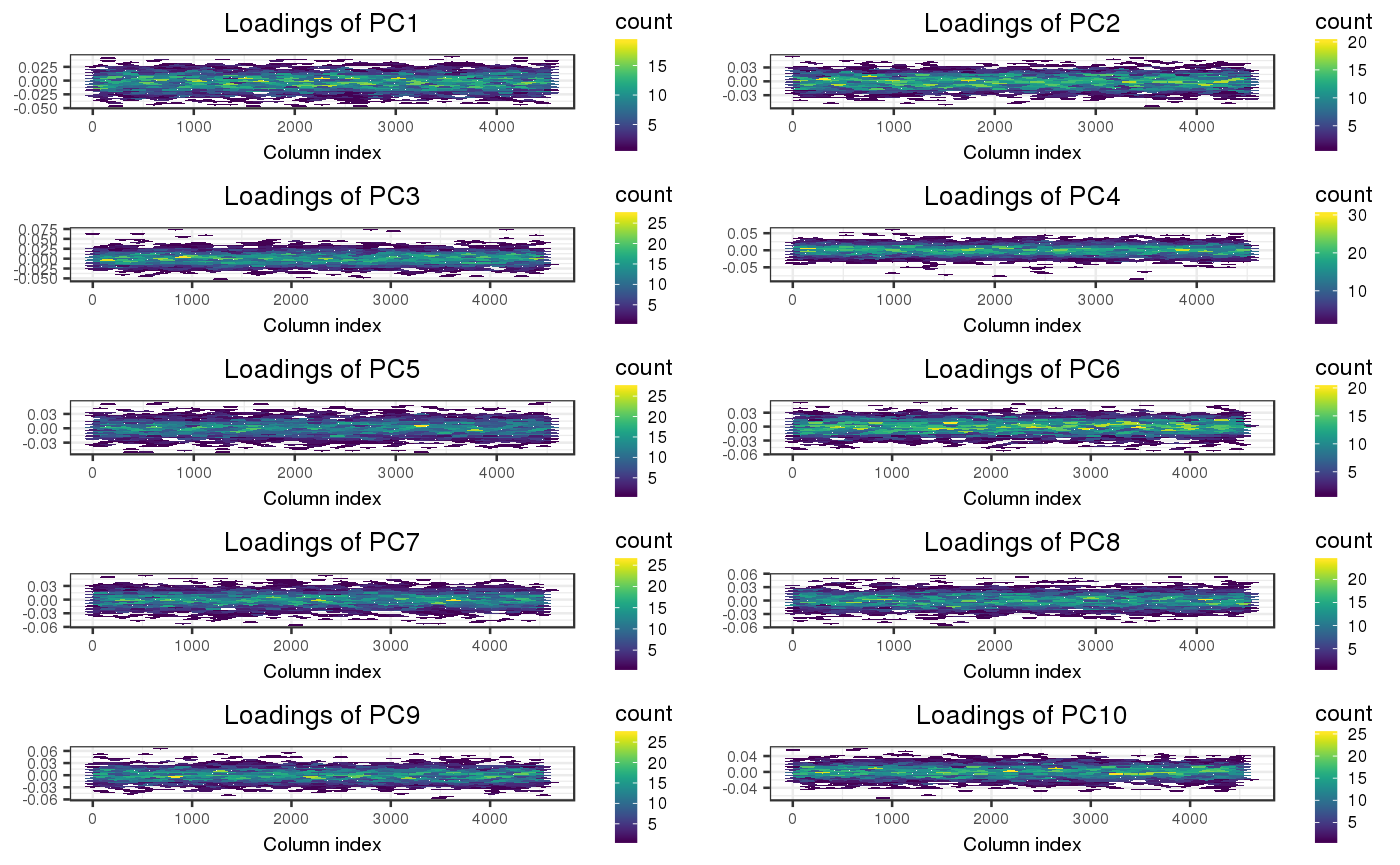 Loadings of PC1
count
0.025
0.000
-0.025
-0.050
15
10
5
0 1000 2000 3000 4000
Column index
Loadings of PC2
count
0.03
0.00
-0.03
20
15
10
5
0 1000 2000 3000 4000
Column index
Loadings of PC3
count
0.075
0.050
0.025
0.000
-0.025
-0.050
25
20
15
10
5
0 1000 2000 3000 4000
Column index
Loadings of PC4
count
0.05
0.00
-0.05
30
20
10
0 1000 2000 3000 4000
Column index
Loadings of PC5
count
0.03
0.00
-0.03
25
20
15
10
5
0 1000 2000 3000 4000
Column index
Loadings of PC6
count
0.03
0.00
-0.03
-0.06
20
15
10
5
0 1000 2000 3000 4000
Column index
Loadings of PC7
count
0.03
0.00
-0.03
-0.06
25
20
15
10
5
0 1000 2000 3000 4000
Column index
Loadings of PC8
count
0.06
0.03
0.00
-0.03
-0.06
20
15
10
5
0 1000 2000 3000 4000
Column index
Loadings of PC9
count
0.06
0.03
0.00
-0.03
-0.06
25
20
15
10
5
0 1000 2000 3000 4000
Column index
Loadings of PC10
count
0.04
0.00
-0.04
25
20
15
10
5
0 1000 2000 3000 4000
Column index